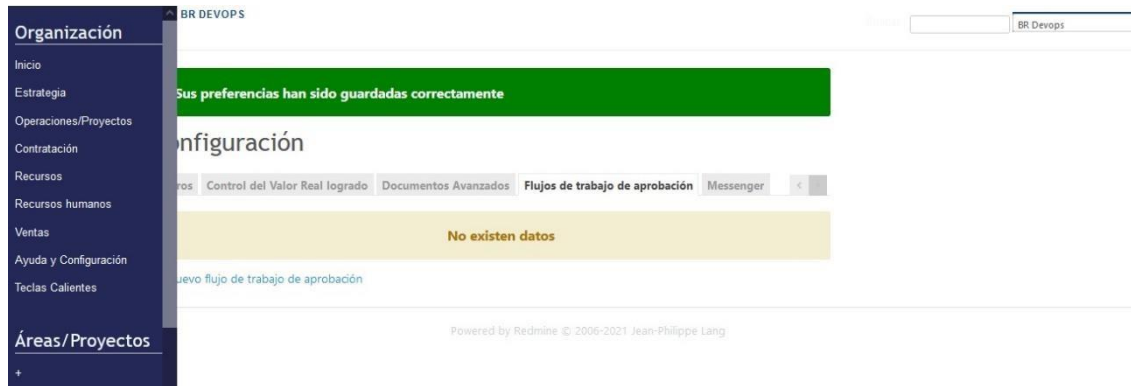 Organización
Inicio
Estrategia
Operaciones/Proyectos
Contratación
Recursos
Recursos humanos
Ventas
Ayuda y Configuración
Teclas Calientes
Áreas/Proyectos
+
BR DEVOPS
BR Devops
Sus preferencias han sido guardadas correctamente
onfiguración
ros Control del Valor Real logrado Documentos Avanzados Flujos de trabajo de aprobación Messenger
No existen datos
uevo flujo de trabajo de aprobación
Powered by Redmine © 2006-2021 Jean-Philippe Lang